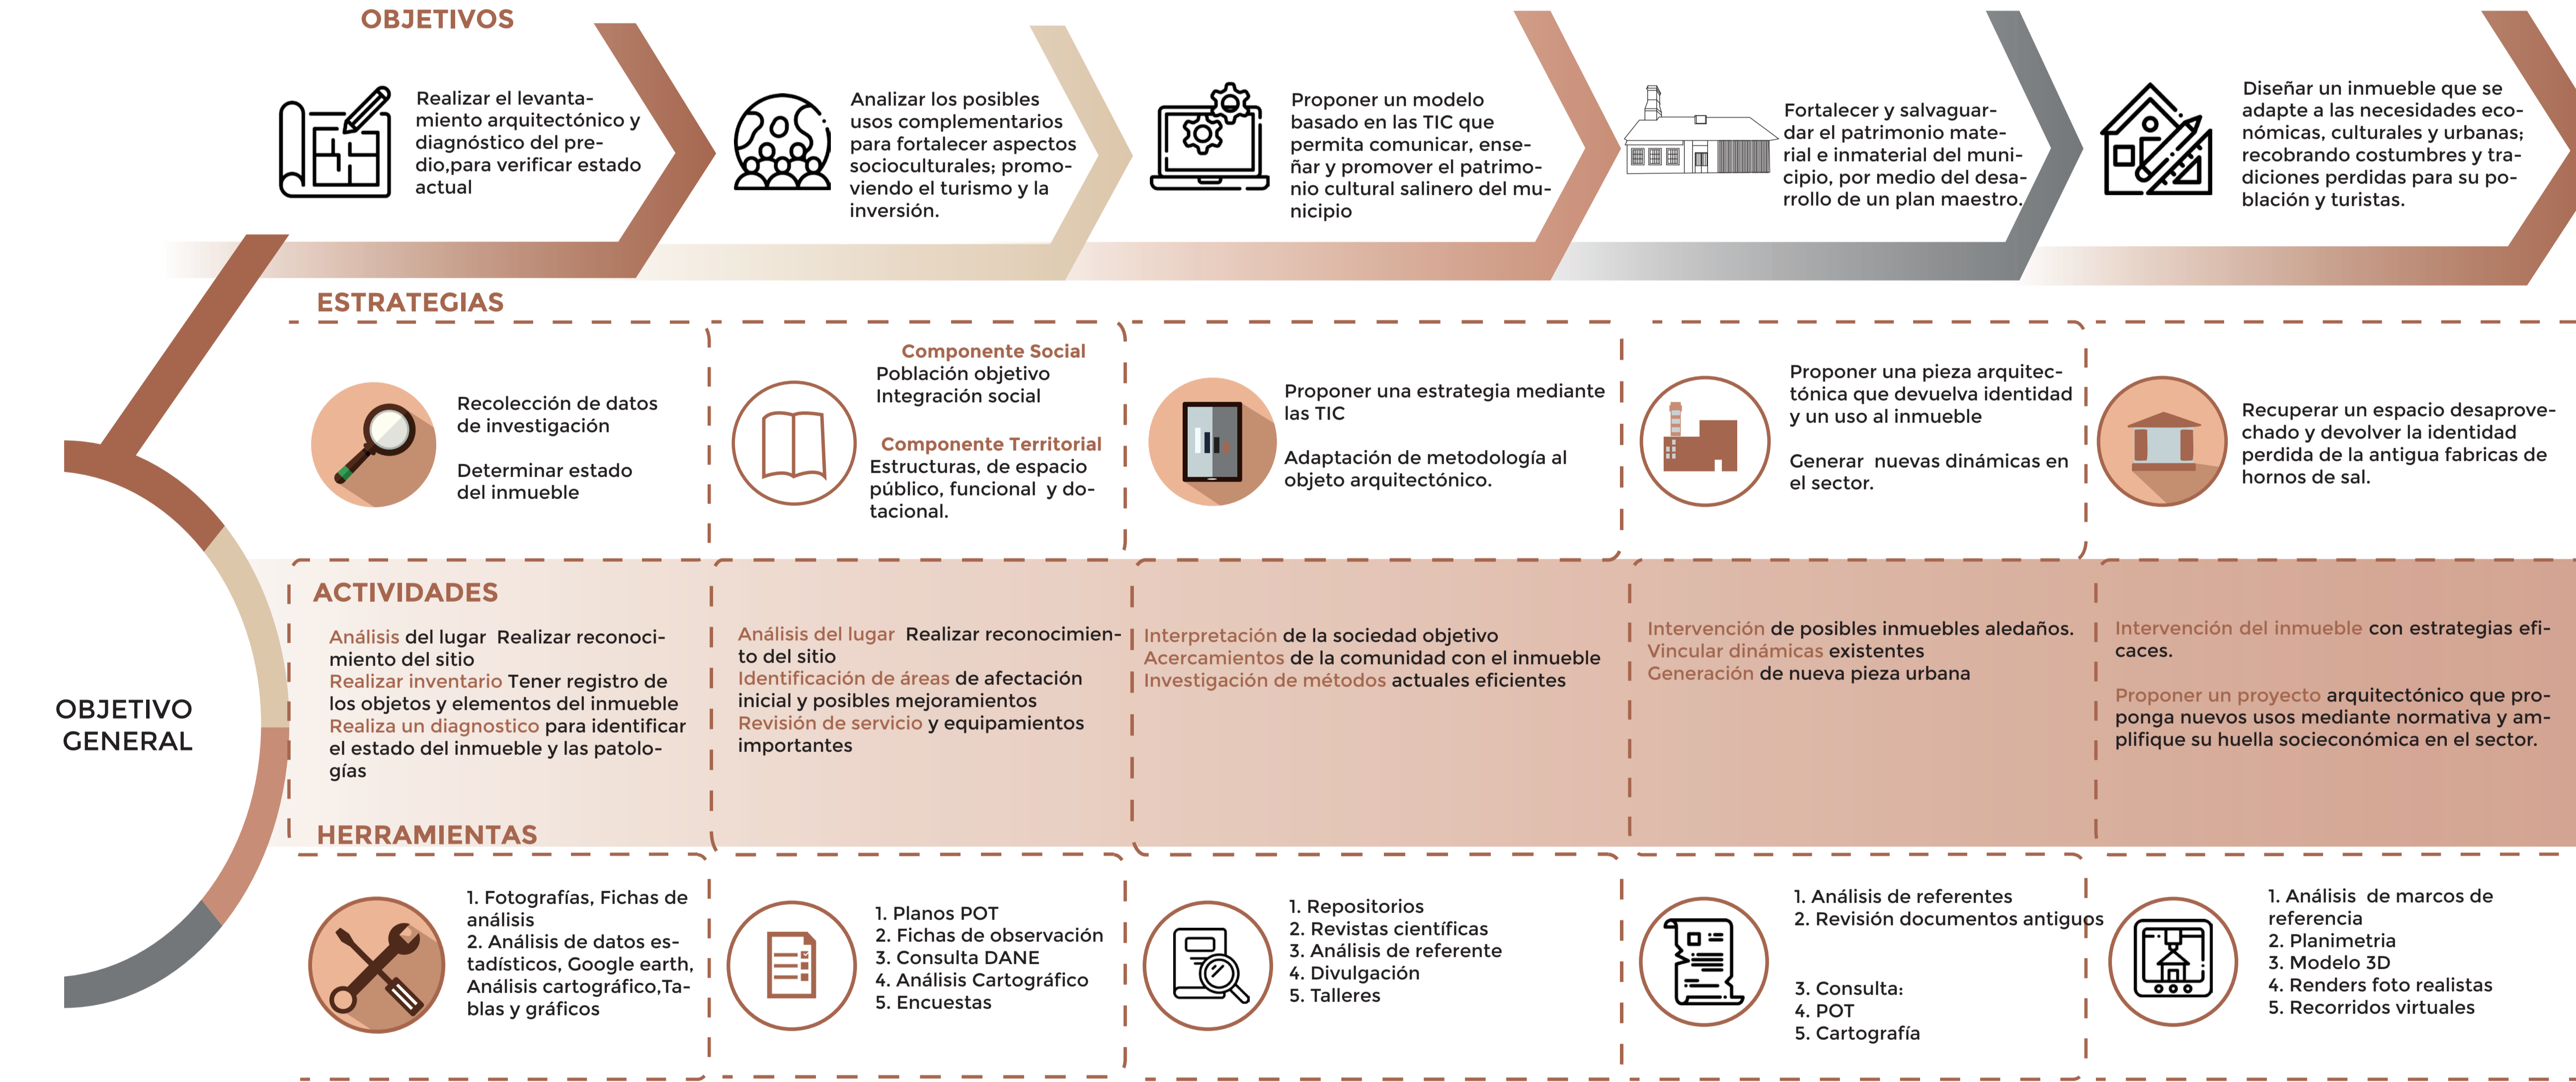 OBJETIVOS
Realizar el levanta-
miento arquitectónico y
diagnóstico del pre-
dio,para verificar estado
actual
Analizar los posibles
usos complementarios
para fortalecer aspectos
socioculturales; promo-
viendo el turismo y la
inversión.
Proponer un modelo
basado en las TIC que
permita comunicar, ense-
ñar y promover el patrimo-
nio cultural salinero del mu-
nicipio
Fortalecer y salvaguar-
dar el patrimonio mate-
rial e inmaterial del muni-
cipio, por medio del desa-
rrollo de un plan maestro.
Diseñar un inmueble que se
adapte a las necesidades eco-
nómicas, culturales y urbanas;
recobrando costumbres y tra-
diciones perdidas para su po-
blación y turistas.
ESTRATEGIAS
Recolección de datos
de investigación
Determinar estado
del inmueble
Componente Social
Población objetivo
Integración social
Componente Territorial
Estructuras, de espacio
público, funcional y do-
tacional.
Proponer una estrategia mediante
las TIC
Adaptación de metodología al
objeto arquitectónico.
Proponer una pieza arquitec-
tónica que devuelva identidad
y un uso al inmueble
Generar nuevas dinámicas en
el sector.
Recuperar un espacio desaprove-
chado y devolver la identidad
perdida de la antigua fabricas de
hornos de sal.
OBJETIVO
GENERAL
ACTIVIDADES
Análisis del lugar Realizar reconoci-
miento del sitio
Realizar inventario Tener registro de
los objetos y elementos del inmueble
Realiza un diagnostico para identificar
el estado del inmueble y las patolo-
gías
Análisis del lugar Realizar reconocimien-
to del sitio
Identificación de áreas de afectación
inicial y posibles mejoramientos
Revisión de servicio y equipamientos
importantes
Interpretación de la sociedad objetivo
Acercamientos de la comunidad con el inmueble
Investigación de métodos actuales eficientes
Intervención de posibles inmuebles aledaños.
Vincular dinámicas existentes
Generación de nueva pieza urbana
Intervención del inmueble con estrategias efi-
caces.
Proponer un proyecto arquitectónico que pro-
ponga nuevos usos mediante normativa y am-
plifique su huella socieconómica en el sector.
HERRAMIENTAS
1. Fotografías, Fichas de
análisis
2. Análisis de datos es-
tadísticos, Google earth,
Análisis cartográfico,Ta-
blas y gráficos
1. Planos POT
2. Fichas de observación
3. Consulta DANE
4. Análisis Cartográfico
5. Encuestas
1. Repositorios
2. Revistas científicas
3. Análisis de referente
4. Divulgación
5. Talleres
1. Análisis de referentes
2. Revisión documentos antiguos
3. Consulta:
4. POT
5. Cartografía
1. Análisis de marcos de
referencia
2. Planimetria
3. Modelo 3D
4. Renders foto realistas
5. Recorridos virtuales